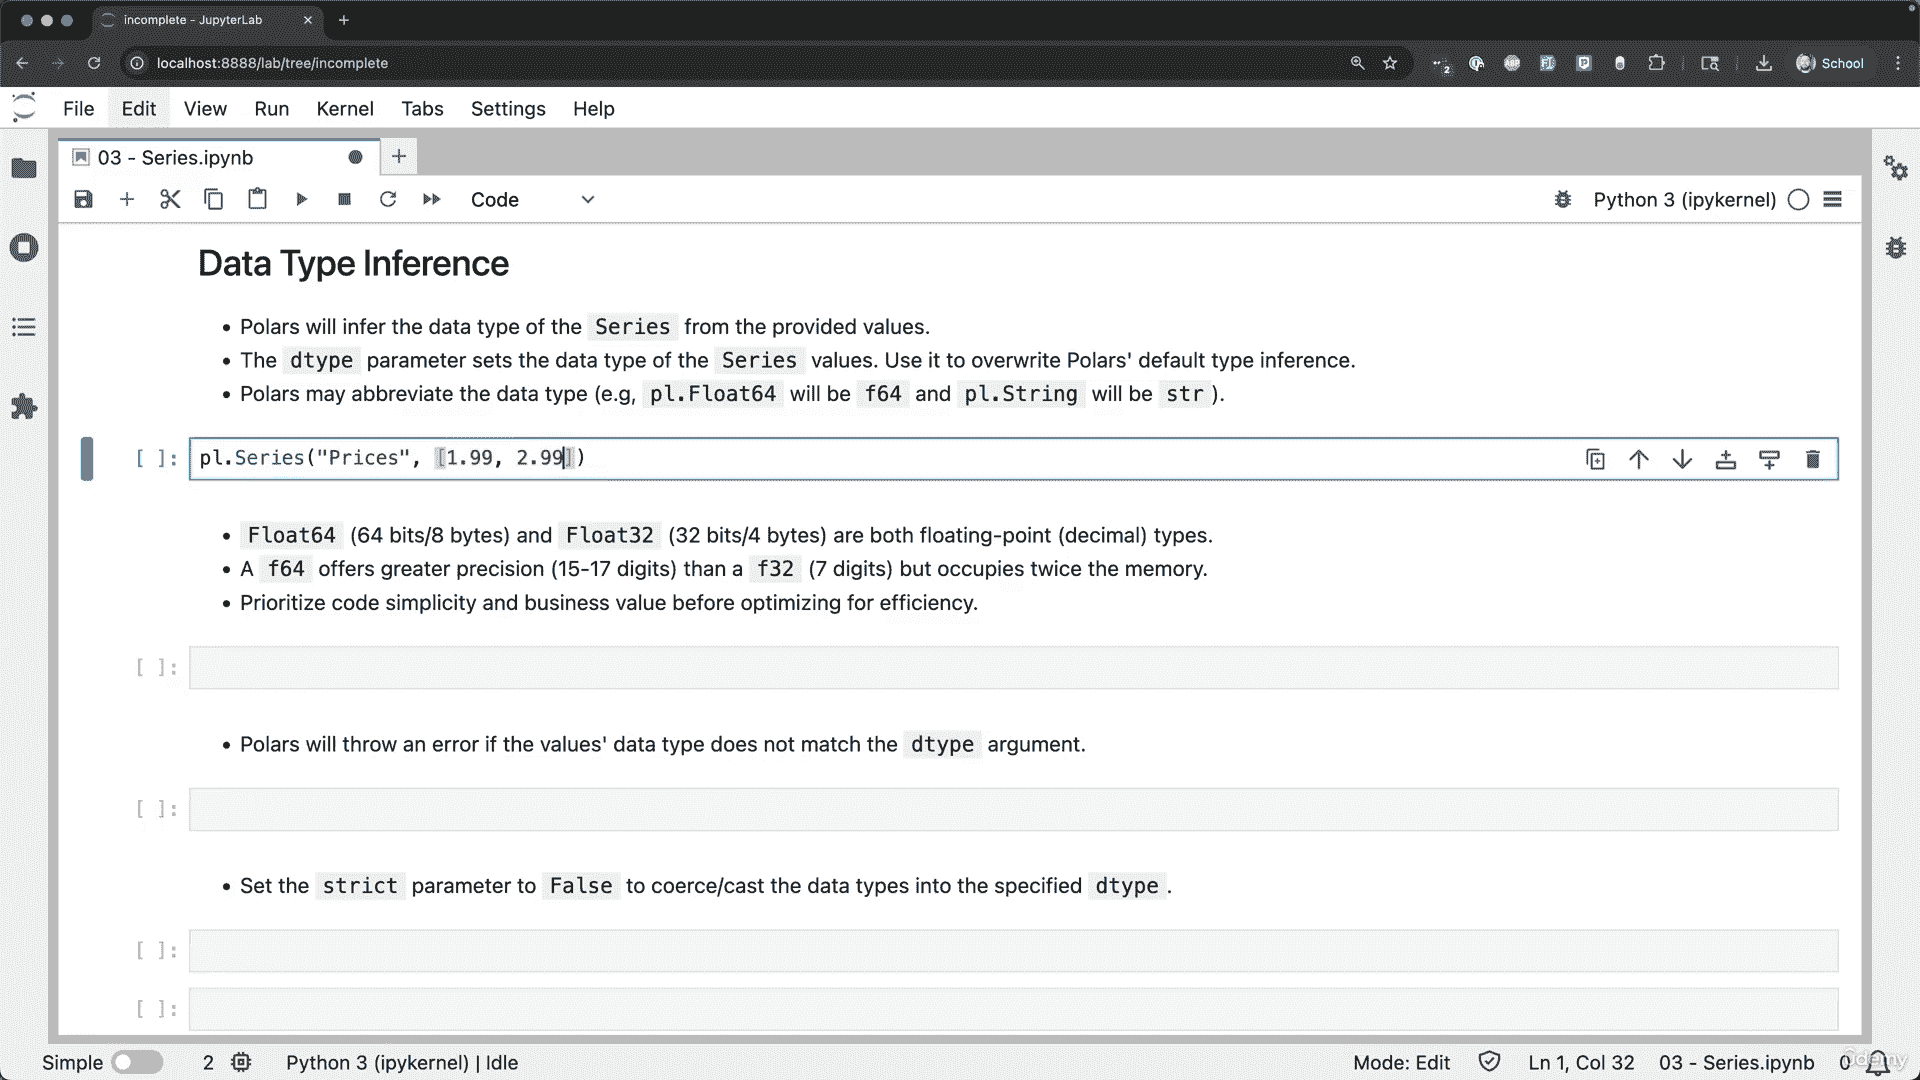 incomplete - JupyterLab
localhost:8888/lab/tree/incomplete
2
ABP
School
File Edit View Run Kernel Tabs Settings Help
03 - Series.ipynb
Code
Python 3 (ipykernel)
Data Type Inference
• Polars will infer the data type of the Series from the provided values.
• The dtype parameter sets the data type of the Series values. Use it to overwrite Polars' default type inference.
• Polars may abbreviate the data type (e.g, pl.Float64 will be f64 and pl.String will be str ).
[ ]: pl.Series("Prices", [1.99, 2.99])
• Float64 (64 bits/8 bytes) and Float32 (32 bits/4 bytes) are both floating-point (decimal) types.
• A f64 offers greater precision (15-17 digits) than a f32 (7 digits) but occupies twice the memory.
• Prioritize code simplicity and business value before optimizing for efficiency.
[ ]:
• Polars will throw an error if the values' data type does not match the dtype argument.
[ ]:
• Set the strict parameter to False to coerce/cast the data types into the specified dtype .
[ ]:
[ ]:
Simple 2 Python 3 (ipykernel) | Idle Mode: Edit Ln 1, Col 32 03 - Series.ipynb 0
Udemy